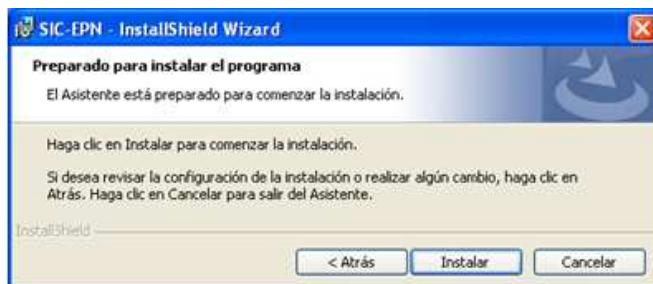 SIC-EPN - InstallShield Wizard
Preparado para instalar el programa
El Asistente está preparado para comenzar la instalación.
Haga clic en Instalar para comenzar la instalación.
Si desea revisar la configuración de la instalación o realizar algún cambio, haga clic en
Atrás. Haga clic en Cancelar para salir del Asistente.
InstallShield
< Atrás Instalar Cancelar